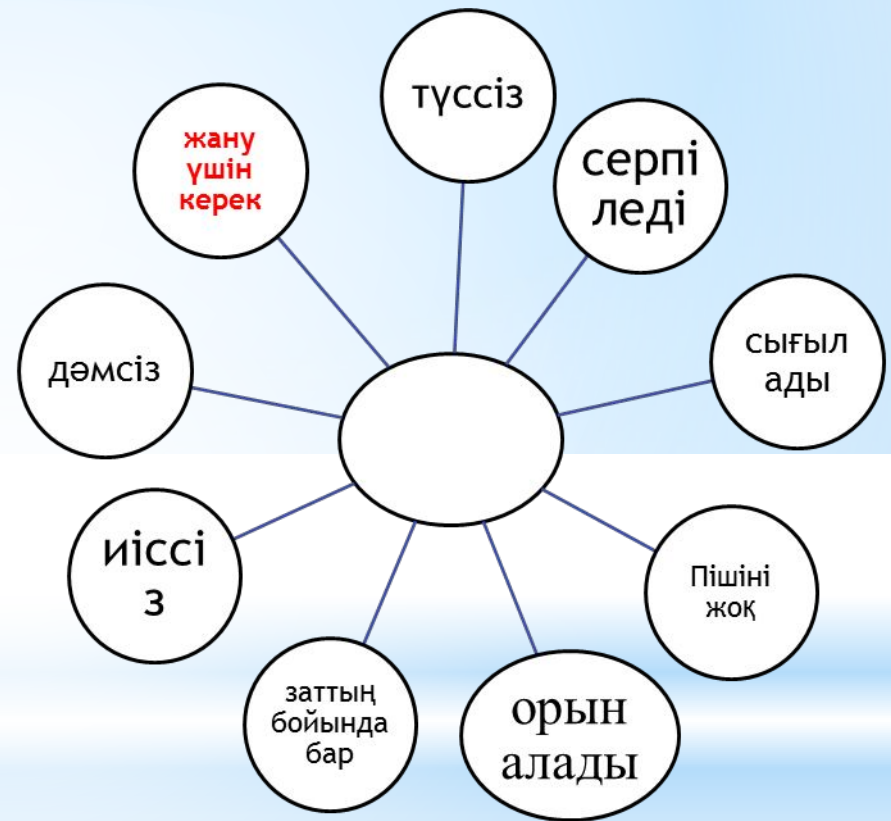 түссіз
серпі
леді
сығыл
ады
Пішіні
жоқ
орын
алады
заттың
бойында
бар
иіссі
з
дәмсіз
жану
үшін
керек